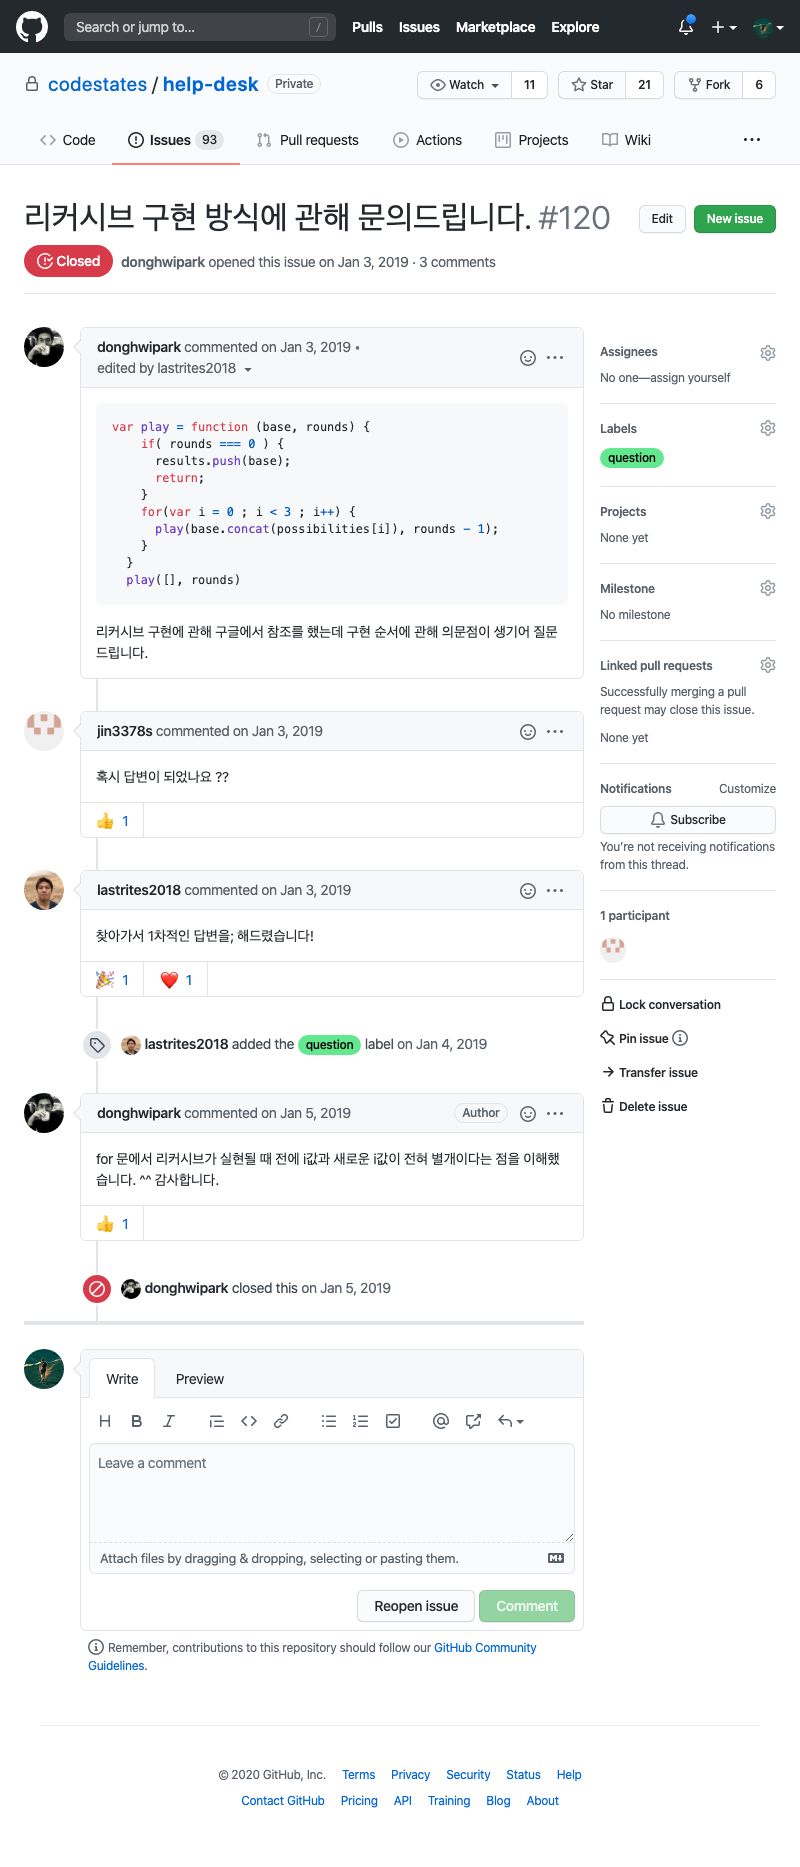 Search or jump to...
/
Pulls
Issues
Marketplace
Explore
codestates / help-desk
Private
Watch
11
Star
21
Fork
6
Code
Issues
93
Pull requests
Actions
Projects
Wiki
리커시브 구현 방식에 관해 문의드립니다. #120
Edit
New issue
Closed
donghwipark opened this issue on Jan 3, 2019 · 3 comments
donghwipark commented on Jan 3, 2019 •
edited by lastrites2018
var play = function (base, rounds) {
if( rounds === 0 ) {
results.push(base);
return;
}
for(var i = 0 ; i < 3 ; i++) {
play(base.concat(possibilities[i]), rounds - 1);
}
}
play([], rounds)
리커시브 구현에 관해 구글에서 참조를 했는데 구현 순서에 관해 의문점이 생기어 질문
드립니다.
jin3378s commented on Jan 3, 2019
혹시 답변이 되었나요 ??
👍 1
lastrites2018 commented on Jan 3, 2019
찾아가서 1차적인 답변을; 해드렸습니다!
🎉 1
❤️ 1
lastrites2018 added the question label on Jan 4, 2019
donghwipark commented on Jan 5, 2019
Author
for 문에서 리커시브가 실현될 때 전에 i값과 새로운 i값이 전혀 별개이다는 점을 이해했
습니다. ^^ 감사합니다.
👍 1
donghwipark closed this on Jan 5, 2019
Write
Preview
H B I
Leave a comment
Attach files by dragging & dropping, selecting or pasting them.
Reopen issue
Comment
Remember, contributions to this repository should follow our GitHub Community
Guidelines.
Assignees
No one—assign yourself
Labels
question
Projects
None yet
Milestone
No milestone
Linked pull requests
Successfully merging a pull
request may close this issue.
None yet
Notifications
Customize
Subscribe
You're not receiving notifications
from this thread.
1 participant
Lock conversation
Pin issue
Transfer issue
Delete issue
© 2020 GitHub, Inc.
Terms
Privacy
Security
Status
Help
Contact GitHub
Pricing
API
Training
Blog
About